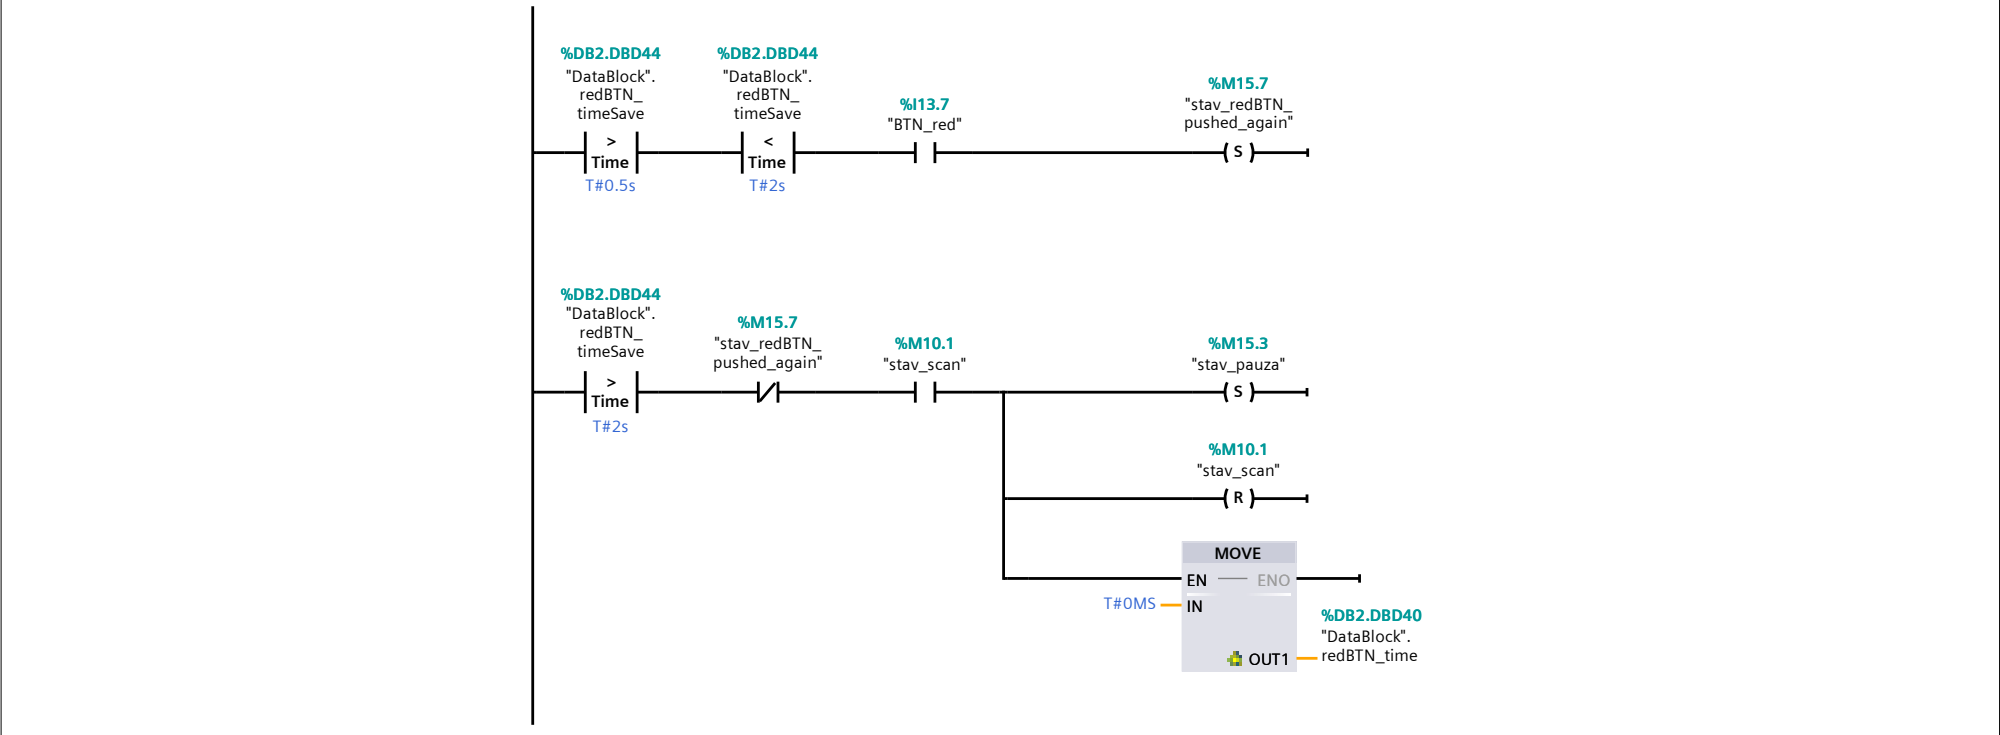 %DB2.DBD44
"DataBlock".
redBTN_
timeSave
>
Time
T#0.5s
%DB2.DBD44
"DataBlock".
redBTN_
timeSave
<
Time
T#2s
%I13.7
"BTN_red"
%M15.7
"stav_redBTN_
pushed_again"
S
%DB2.DBD44
"DataBlock".
redBTN_
timeSave
>
Time
T#2s
%M15.7
"stav_redBTN_
pushed_again"
%M10.1
"stav_scan"
%M15.3
"stav_pauza"
S
%M10.1
"stav_scan"
R
MOVE
EN ENO
T#0MS IN
OUT1
%DB2.DBD40
"DataBlock".
redBTN_time